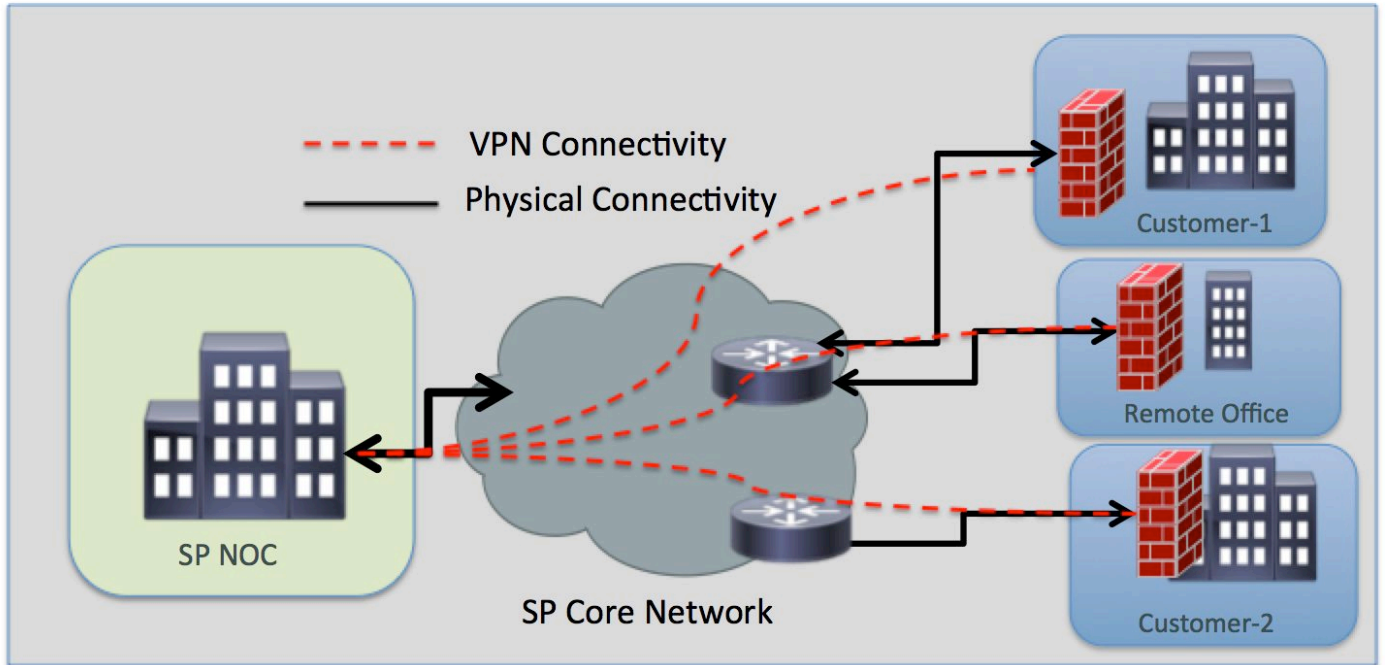 VPN Connectivity
Physical Connectivity
Customer-1
Remote Office
SP NOC
SP Core Network
Customer-2